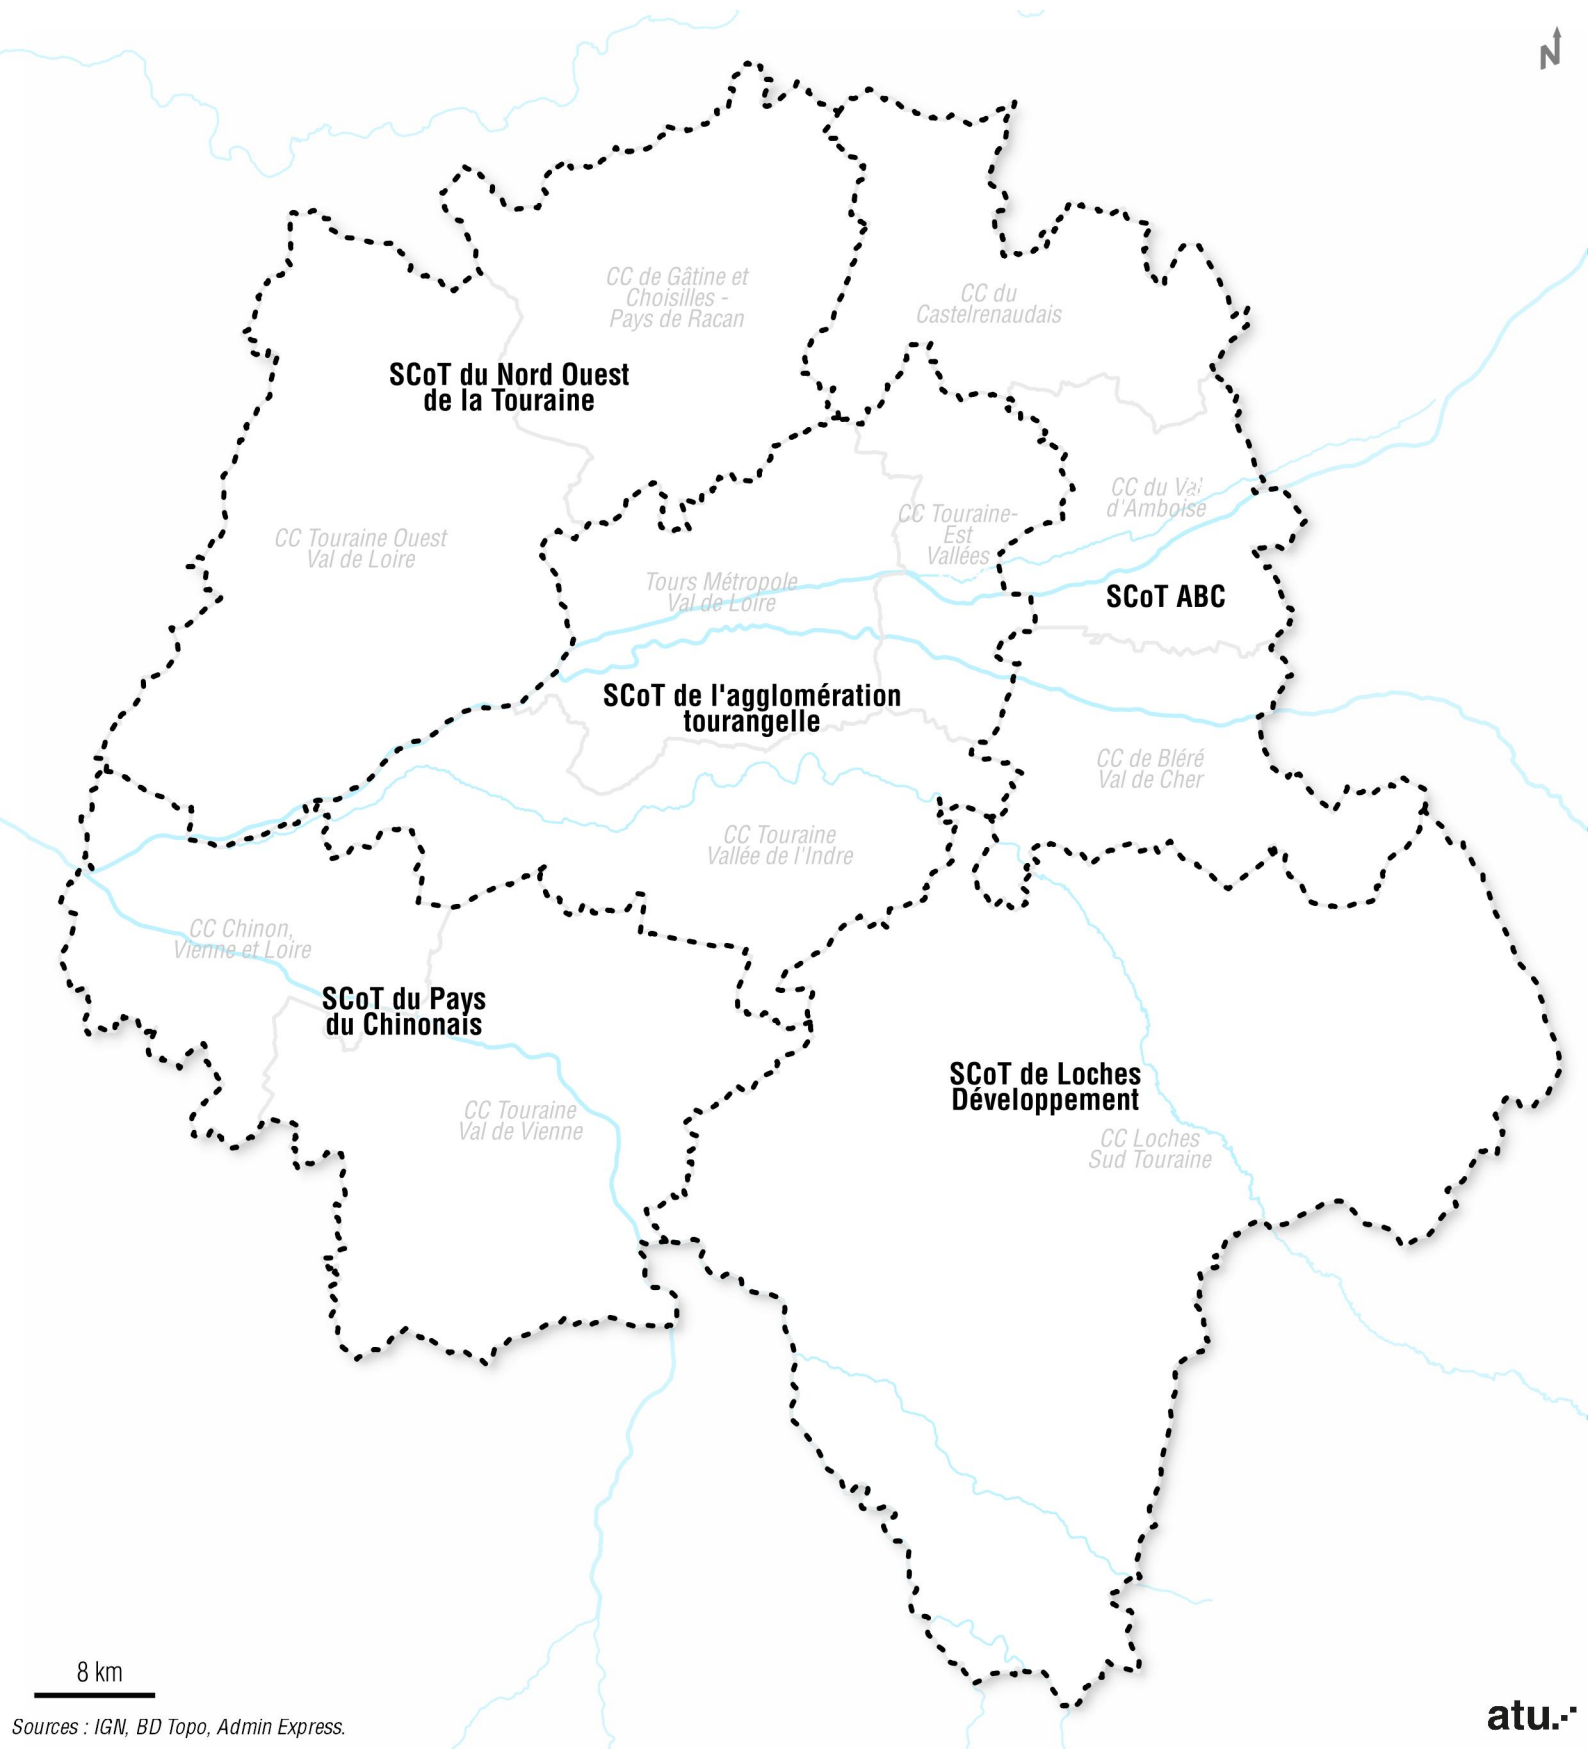 N
CC de Gâtine et
Choisilles -
Pays de Racan
CC du
Castelrenaudais
SCoT du Nord Ouest
de la Touraine
CC Touraine Ouest
Val de Loire
CC Touraine-
Est
Vallées
CC du Val
d'Amboise
Tours Métropole
Val de Loire
SCoT ABC
SCoT de l'agglomération
tourangelle
CC de Bléré
Val de Cher
CC Touraine
Vallée de l'Indre
CC Chinon,
Vienne et Loire
SCoT du Pays
du Chinonais
CC Touraine
Val de Vienne
SCoT de Loches
Développement
CC Loches
Sud Touraine
8 km
Sources : IGN, BD Topo, Admin Express.
atu.